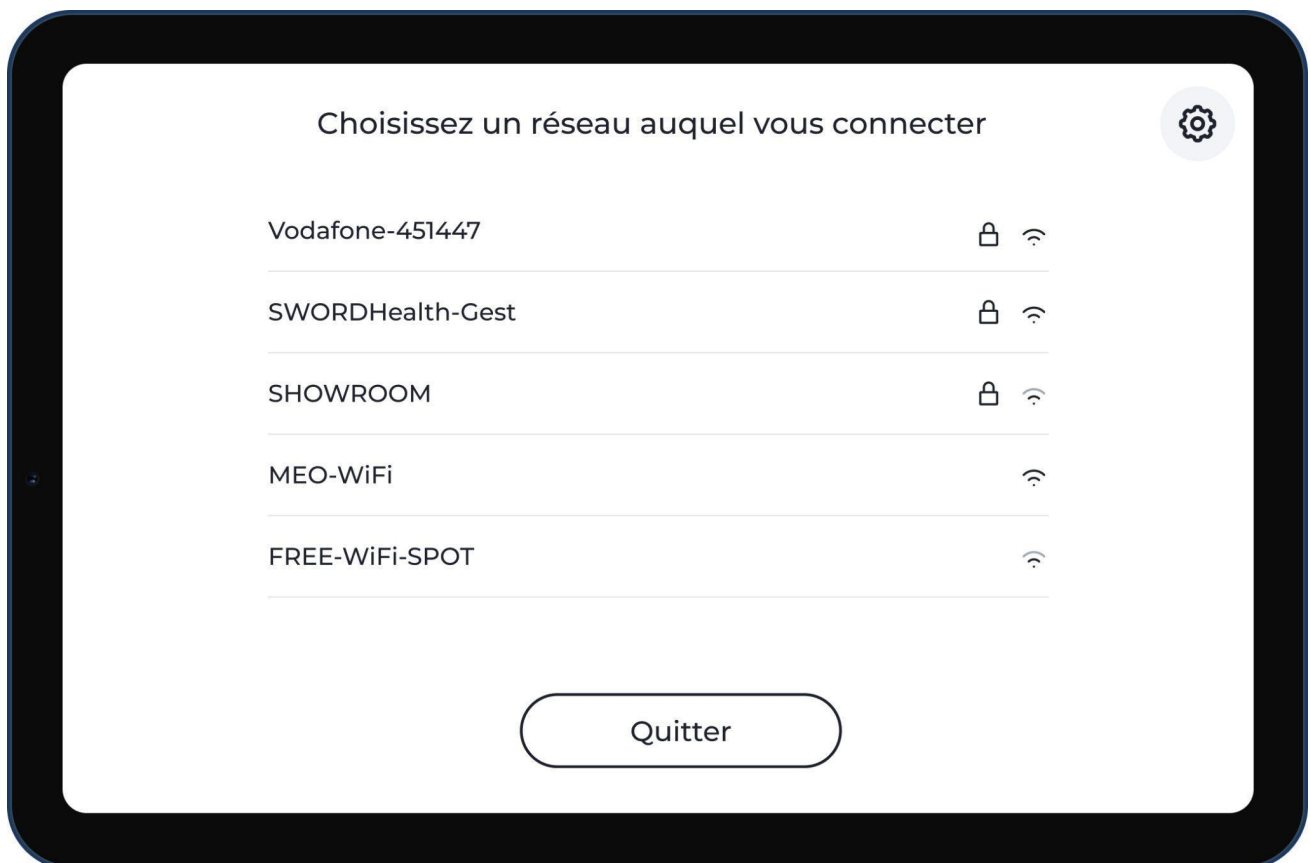 Choisissez un réseau auquel vous connecter
Vodafone-451447
SWORDHealth-Gest
SHOWROOM
MEO-WiFi
FREE-WiFi-SPOT
Quitter